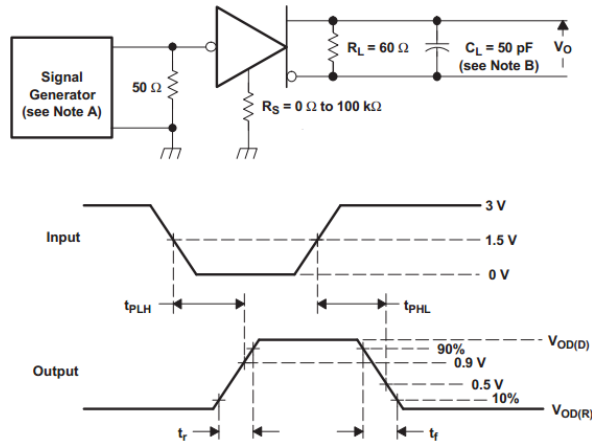 Signal
Generator
(see Note A)
50 Ω
R_S = 0 Ω to 100 kΩ
R_L = 60 Ω
C_L = 50 pF
(see Note B)
V_O
Input
3 V
1.5 V
0 V
t_PLH
t_PHL
Output
V_OD(D)
90%
0.9 V
0.5 V
10%
V_OD(R)
t_r
t_f